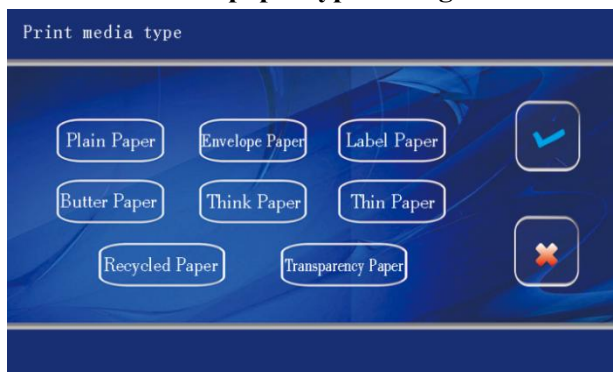 Print media type
Plain Paper
Envelope Paper
Label Paper
Butter Paper
Think Paper
Thin Paper
Recycled Paper
Transparency Paper